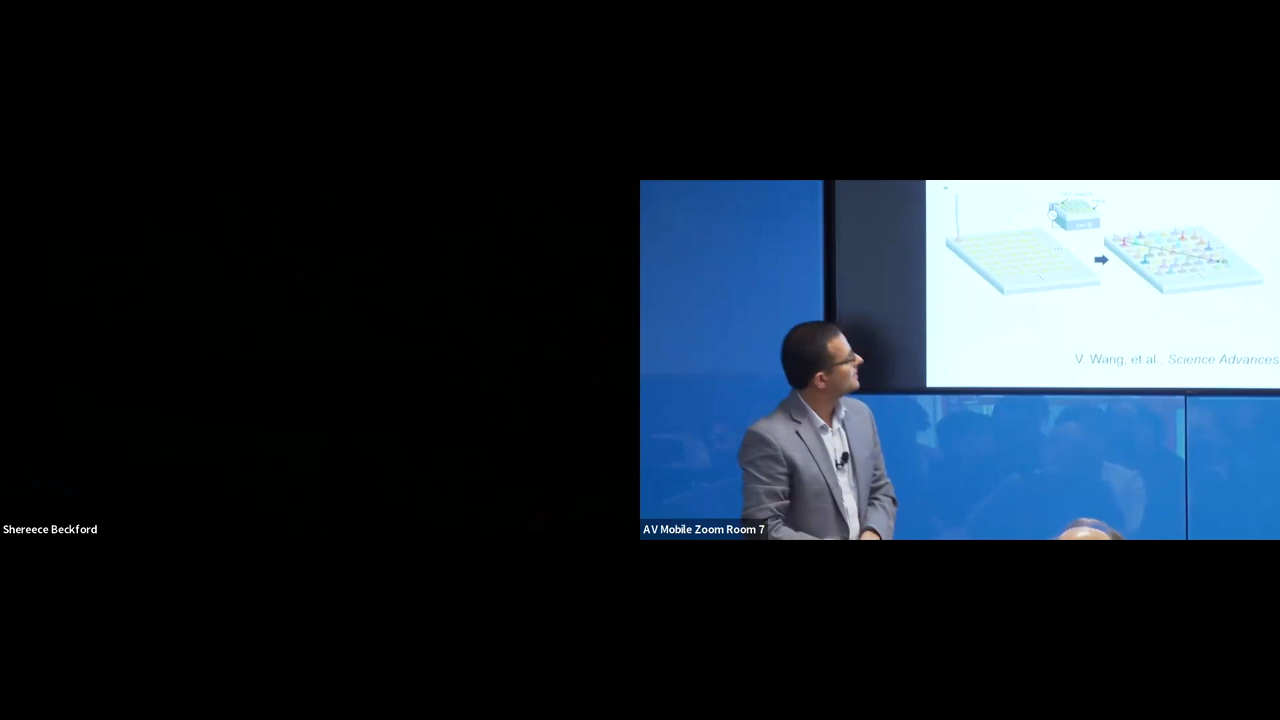 V. Wang, et al., Science Advances
Shereece Beckford
AV Mobile Zoom Room 7